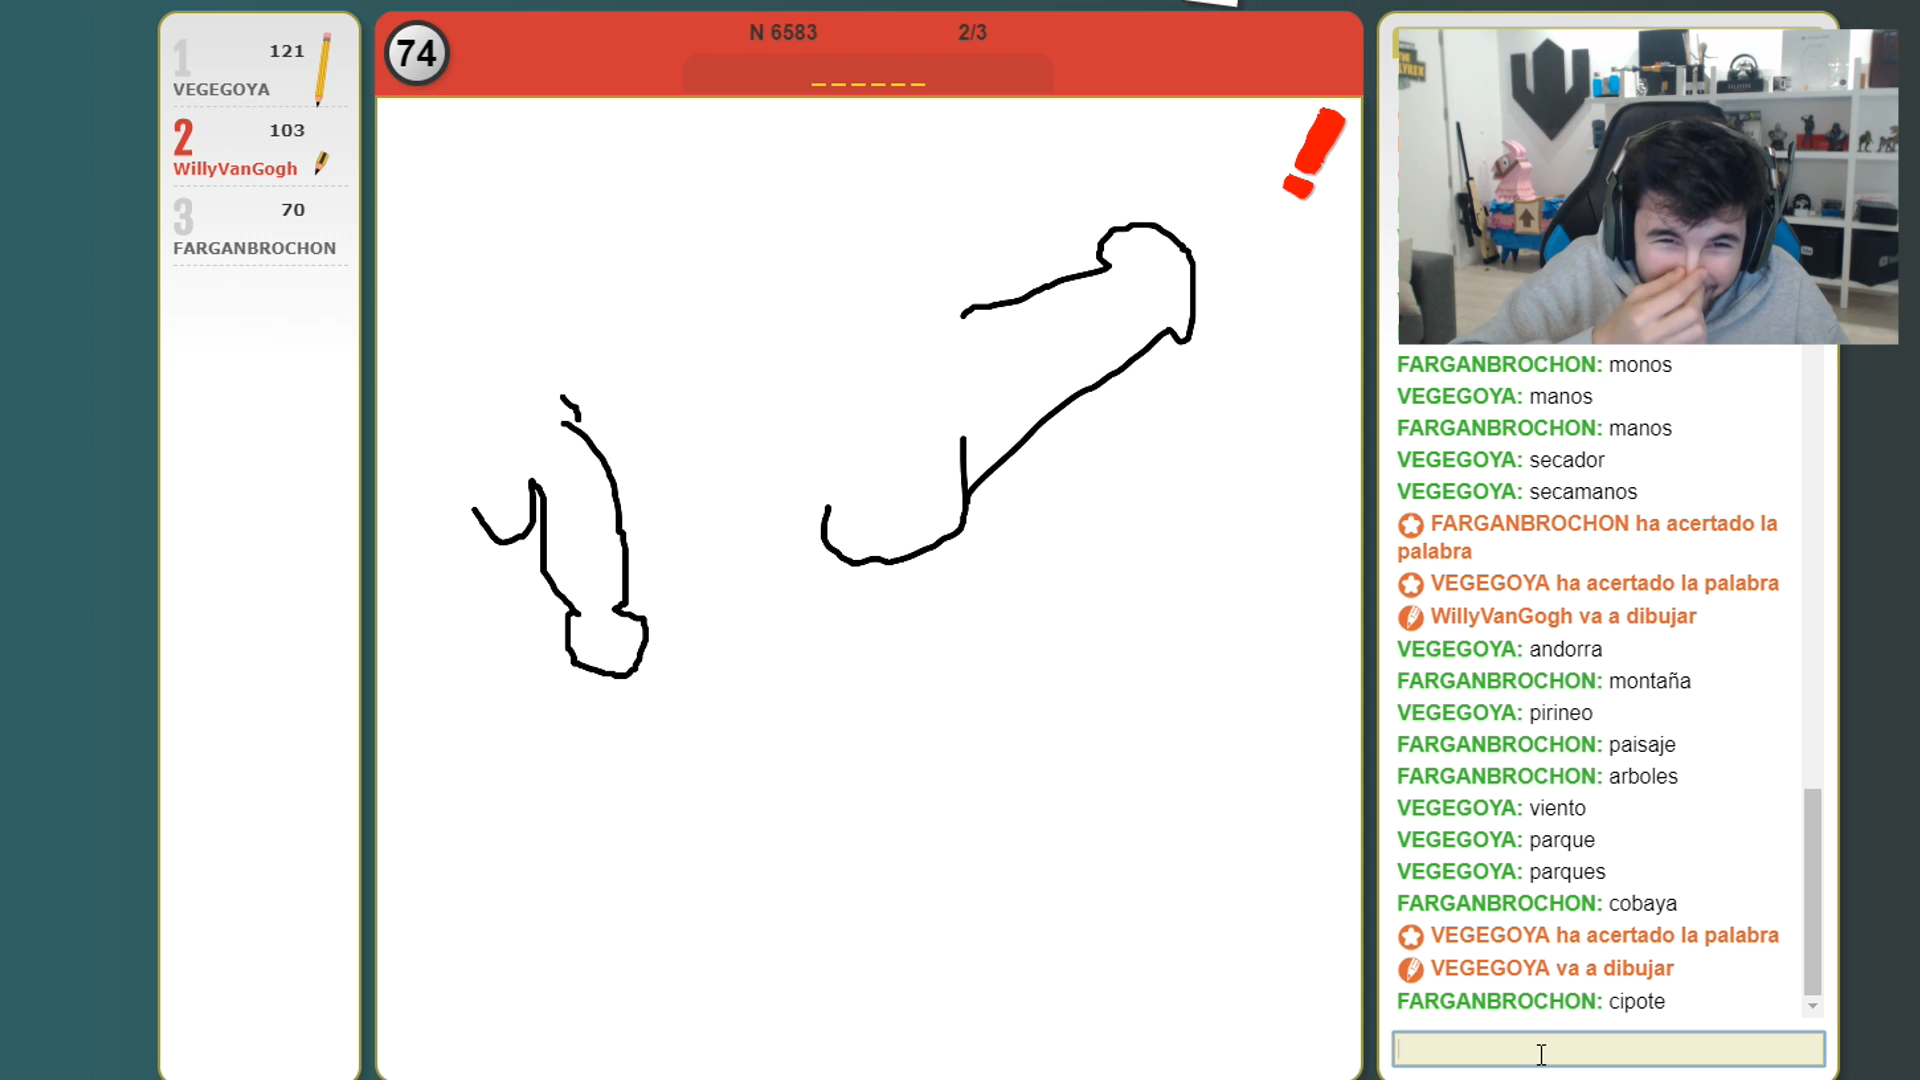 1 121
VEGEGOYA
2 103
WillyVanGogh
3 70
FARGANBROCHON
74
N 6583 2/3
FARGANBROCHON: monos
VEGEGOYA: manos
FARGANBROCHON: manos
VEGEGOYA: secador
VEGEGOYA: secamanos
FARGANBROCHON ha acertado la
palabra
VEGEGOYA ha acertado la palabra
WillyVanGogh va a dibujar
VEGEGOYA: andorra
FARGANBROCHON: montaña
VEGEGOYA: pirineo
FARGANBROCHON: paisaje
FARGANBROCHON: arboles
VEGEGOYA: viento
VEGEGOYA: parque
VEGEGOYA: parques
FARGANBROCHON: cobaya
VEGEGOYA ha acertado la palabra
VEGEGOYA va a dibujar
FARGANBROCHON: cipote